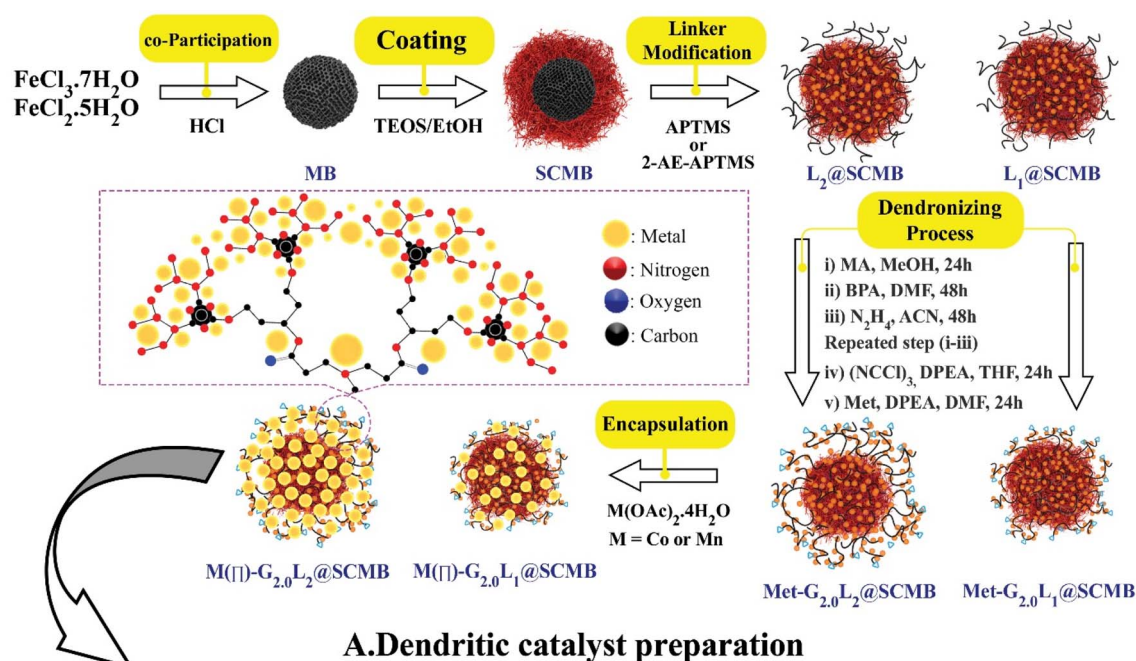 co-Participation
FeCl₃.7H₂O
FeCl₂.5H₂O
HCl
MB
Coating
TEOS/EtOH
SCMB
Linker
Modification
APTMS
or
2-AE-APTMS
L₂@SCMB
L₁@SCMB
: Metal
: Nitrogen
: Oxygen
: Carbon
Dendronizing
Process
i) MA, MeOH, 24h
ii) BPA, DMF, 48h
iii) N₂H₄, ACN, 48h
Repeated step (i-iii)
iv) (NCCl)₃, DPEA, THF, 24h
v) Met, DPEA, DMF, 24h
Encapsulation
M(OAc)₂.4H₂O
M = Co or Mn
M(∏)-G₂.₀L₂@SCMB
M(∏)-G₂.₀L₁@SCMB
Met-G₂.₀L₂@SCMB
Met-G₂.₀L₁@SCMB
A.Dendritic catalyst preparation